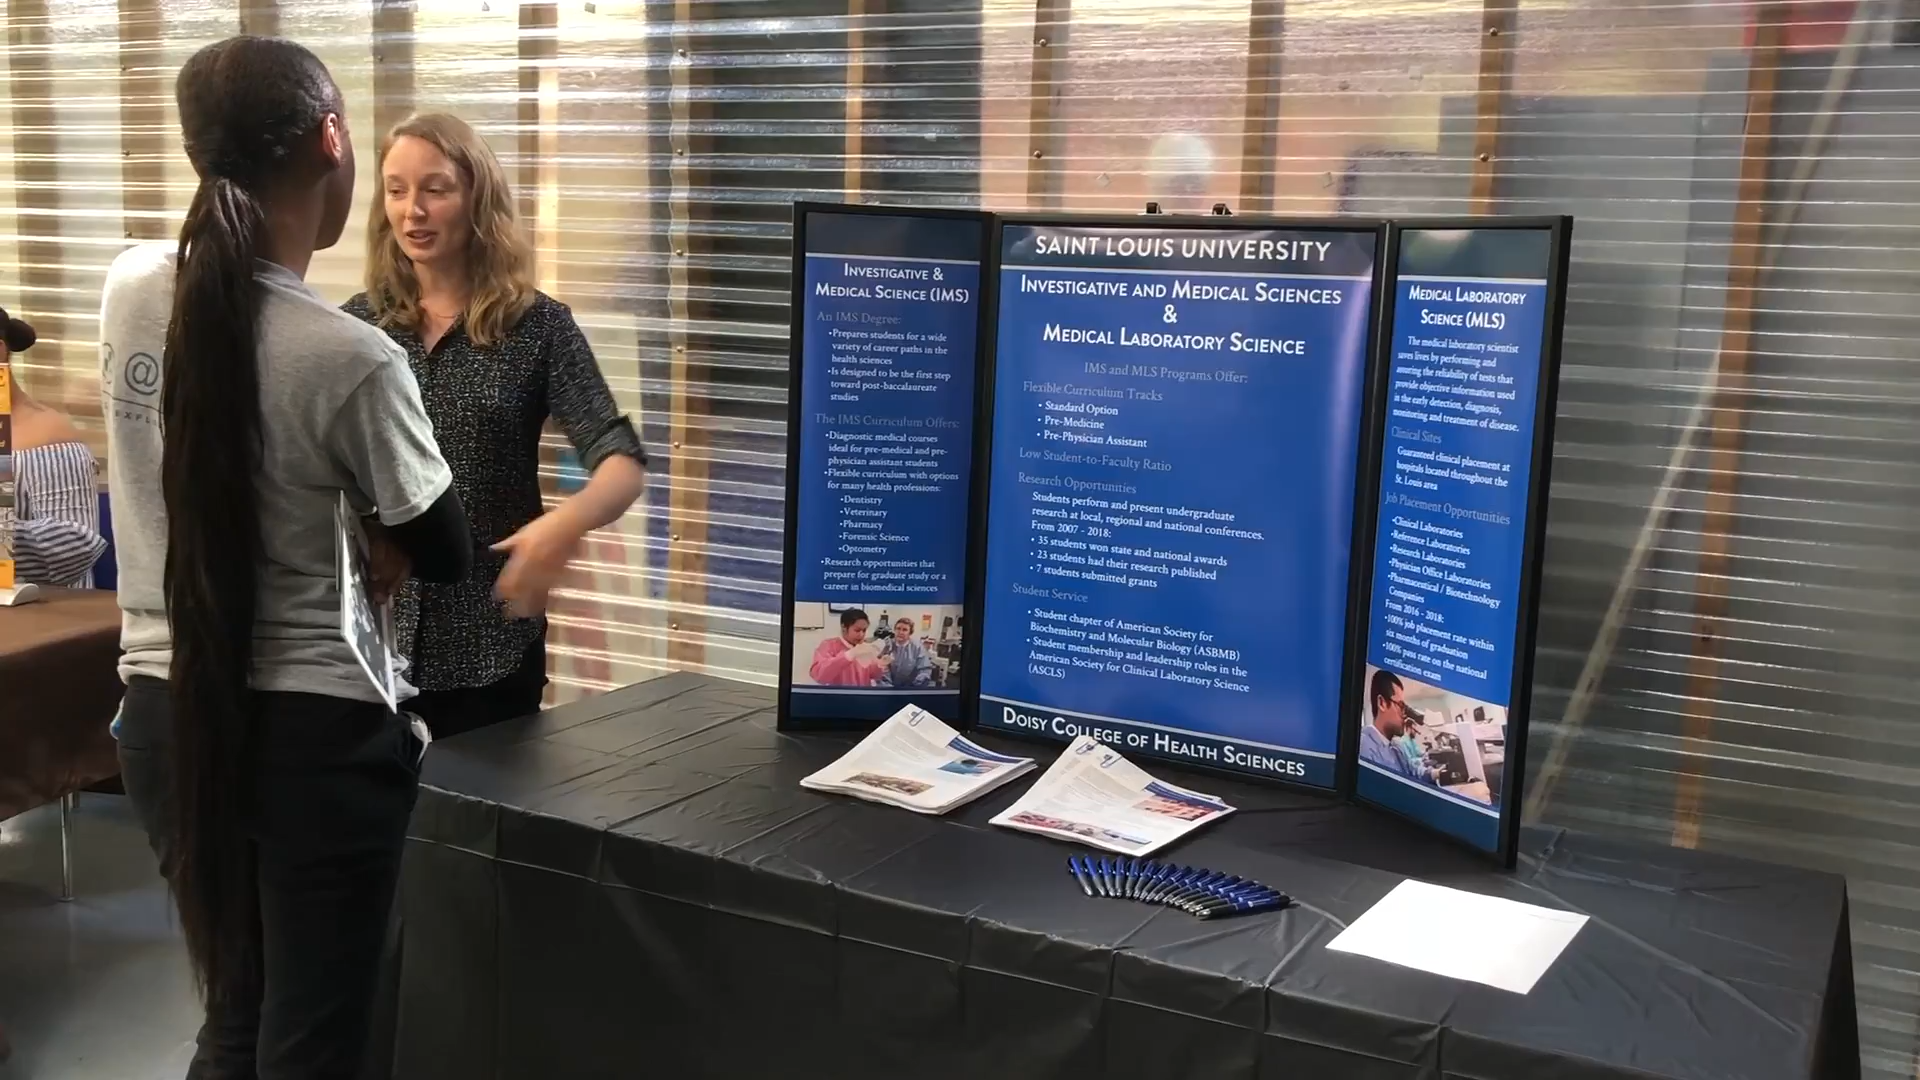 @
EXPL
INVESTIGATIVE &
MEDICAL SCIENCE (IMS)
An IMS Degree:
•Prepares students for a wide
variety of career paths in the
health sciences
•Is designed to be the first step
toward post-baccalaureate
studies
The IMS Curriculum Offers:
•Diagnostic medical courses
ideal for pre-medical and pre-
physician assistant students
•Flexible curriculum with options
for many health professions:
•Dentistry
•Veterinary
•Pharmacy
•Forensic Science
•Optometry
•Research opportunities that
prepare for graduate study or a
career in biomedical sciences
SAINT LOUIS UNIVERSITY
INVESTIGATIVE AND MEDICAL SCIENCES
&
MEDICAL LABORATORY SCIENCE
IMS and MLS Programs Offer:
Flexible Curriculum Tracks
• Standard Option
• Pre-Medicine
• Pre-Physician Assistant
Low Student-to-Faculty Ratio
Research Opportunities
Students perform and present undergraduate
research at local, regional and national conferences.
From 2007 - 2018:
• 35 students won state and national awards
• 23 students had their research published
• 7 students submitted grants
Student Service
• Student chapter of American Society for
Biochemistry and Molecular Biology (ASBMB)
• Student membership and leadership roles in the
American Society for Clinical Laboratory Science
(ASCLS)
DOISY COLLEGE OF HEALTH SCIENCES
MEDICAL LABORATORY
SCIENCE (MLS)
The medical laboratory scientist
saves lives by performing and
assuring the reliability of tests that
provide objective information used
in the early detection, diagnosis,
monitoring and treatment of disease.
Clinical Sites
Guaranteed clinical placement at
hospitals located throughout the
St. Louis area
Job Placement Opportunities
•Clinical Laboratories
•Reference Laboratories
•Research Laboratories
•Physician Office Laboratories
•Pharmaceutical / Biotechnology
Companies
From 2016 - 2018:
•100% job placement rate within
six months of graduation
•100% pass rate on the national
certification exam